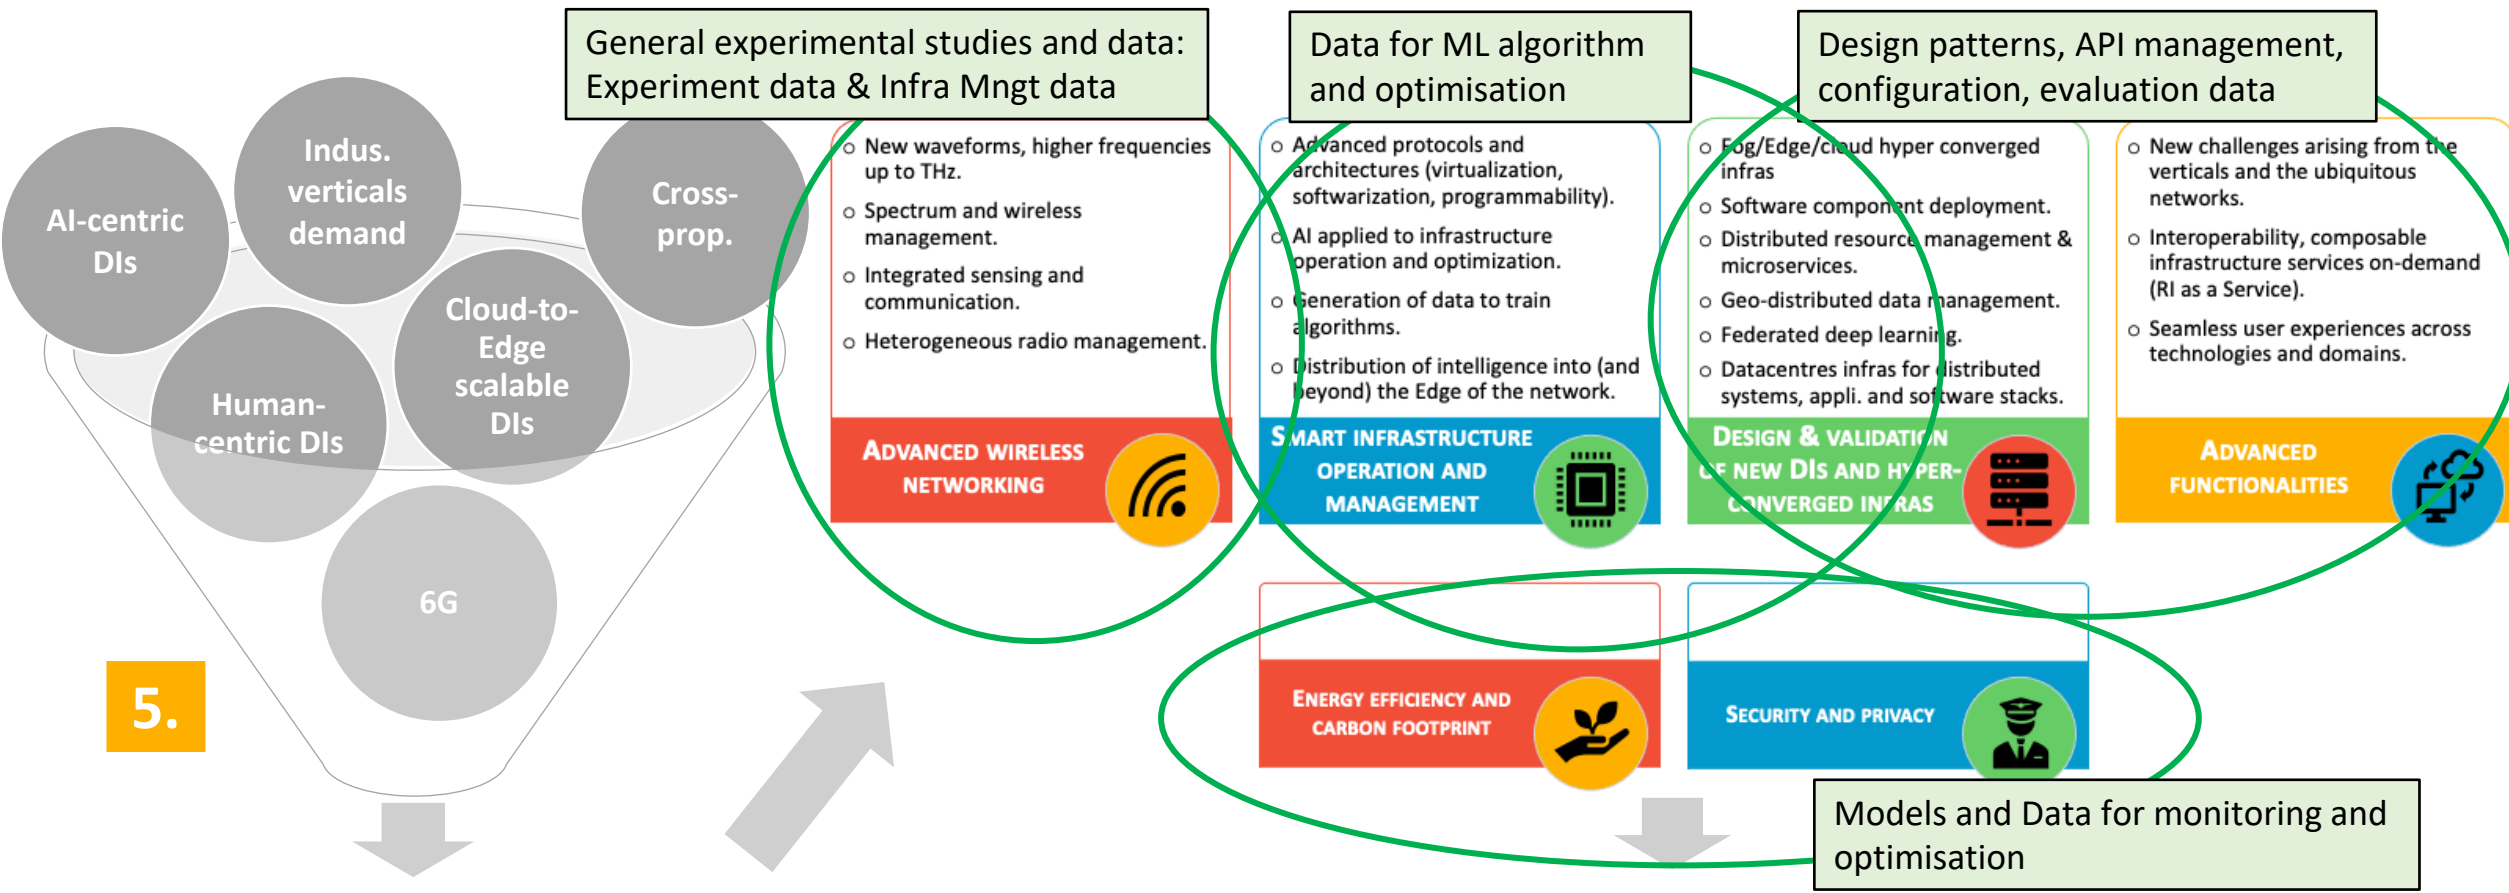 General experimental studies and data:
Experiment data & Infra Mngt data
Data for ML algorithm
and optimisation
Design patterns, API management,
configuration, evaluation data
AI-centric
DIs
Indus.
verticals
demand
Cross-
prop.
Human-
centric DIs
Cloud-to-
Edge
scalable
DIs
6G
5.
o New waveforms, higher frequencies
up to THz.
o Spectrum and wireless
management.
o Integrated sensing and
communication.
o Heterogeneous radio management.
ADVANCED WIRELESS
NETWORKING
o Advanced protocols and
architectures (virtualization,
softwarization, programmability).
o AI applied to infrastructure
operation and optimization.
o Generation of data to train
algorithms.
o Distribution of intelligence into (and
beyond) the Edge of the network.
SMART INFRASTRUCTURE
OPERATION AND
MANAGEMENT
o Fog/Edge/cloud hyper converged
infras
o Software component deployment.
o Distributed resource management &
microservices.
o Geo-distributed data management.
o Federated deep learning.
o Datacentres infras for distributed
systems, appli. and software stacks.
DESIGN & VALIDATION
OF NEW DIS AND HYPER-
CONVERGED INFRAS
o New challenges arising from the
verticals and the ubiquitous
networks.
o Interoperability, composable
infrastructure services on-demand
(RI as a Service).
o Seamless user experiences across
technologies and domains.
ADVANCED
FUNCTIONALITIES
ENERGY EFFICIENCY AND
CARBON FOOTPRINT
SECURITY AND PRIVACY
Models and Data for monitoring and
optimisation